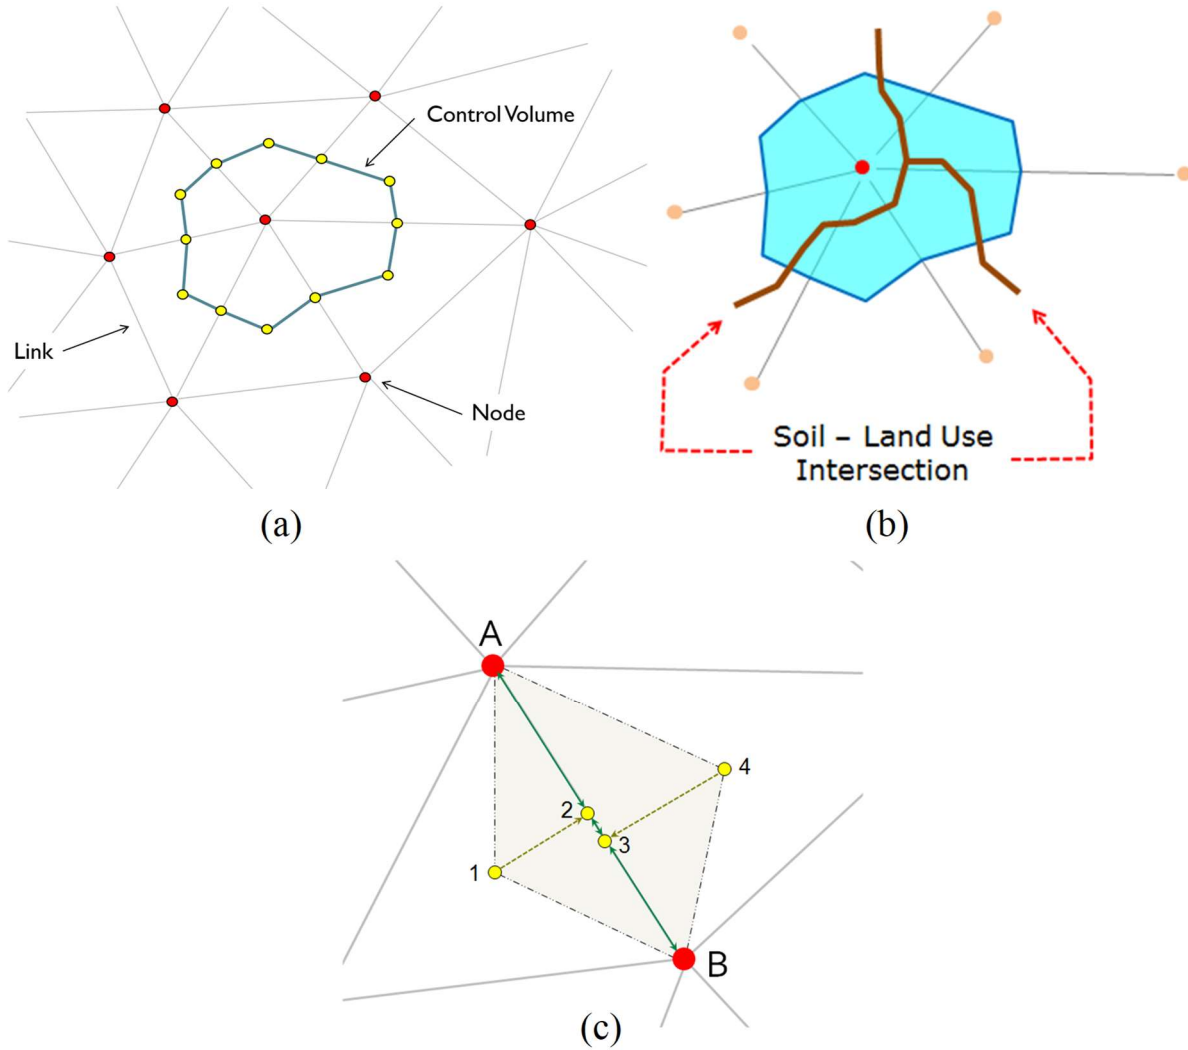 Control Volume
Link
Node
(a)
Soil – Land Use
Intersection
(b)
A
4
2
3
1
B
(c)